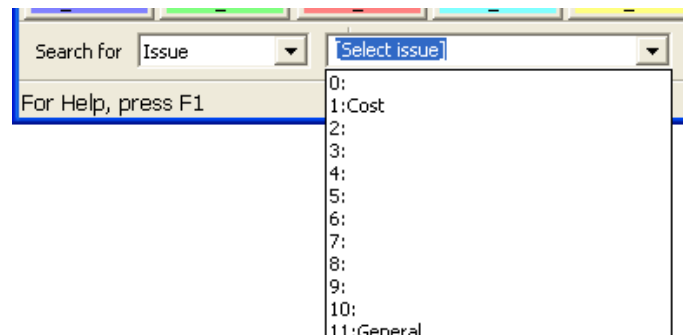 Search for Issue [Select issue]
For Help, press F1
0:
1:Cost
2:
3:
4:
5:
6:
7:
8:
9:
10:
11:General